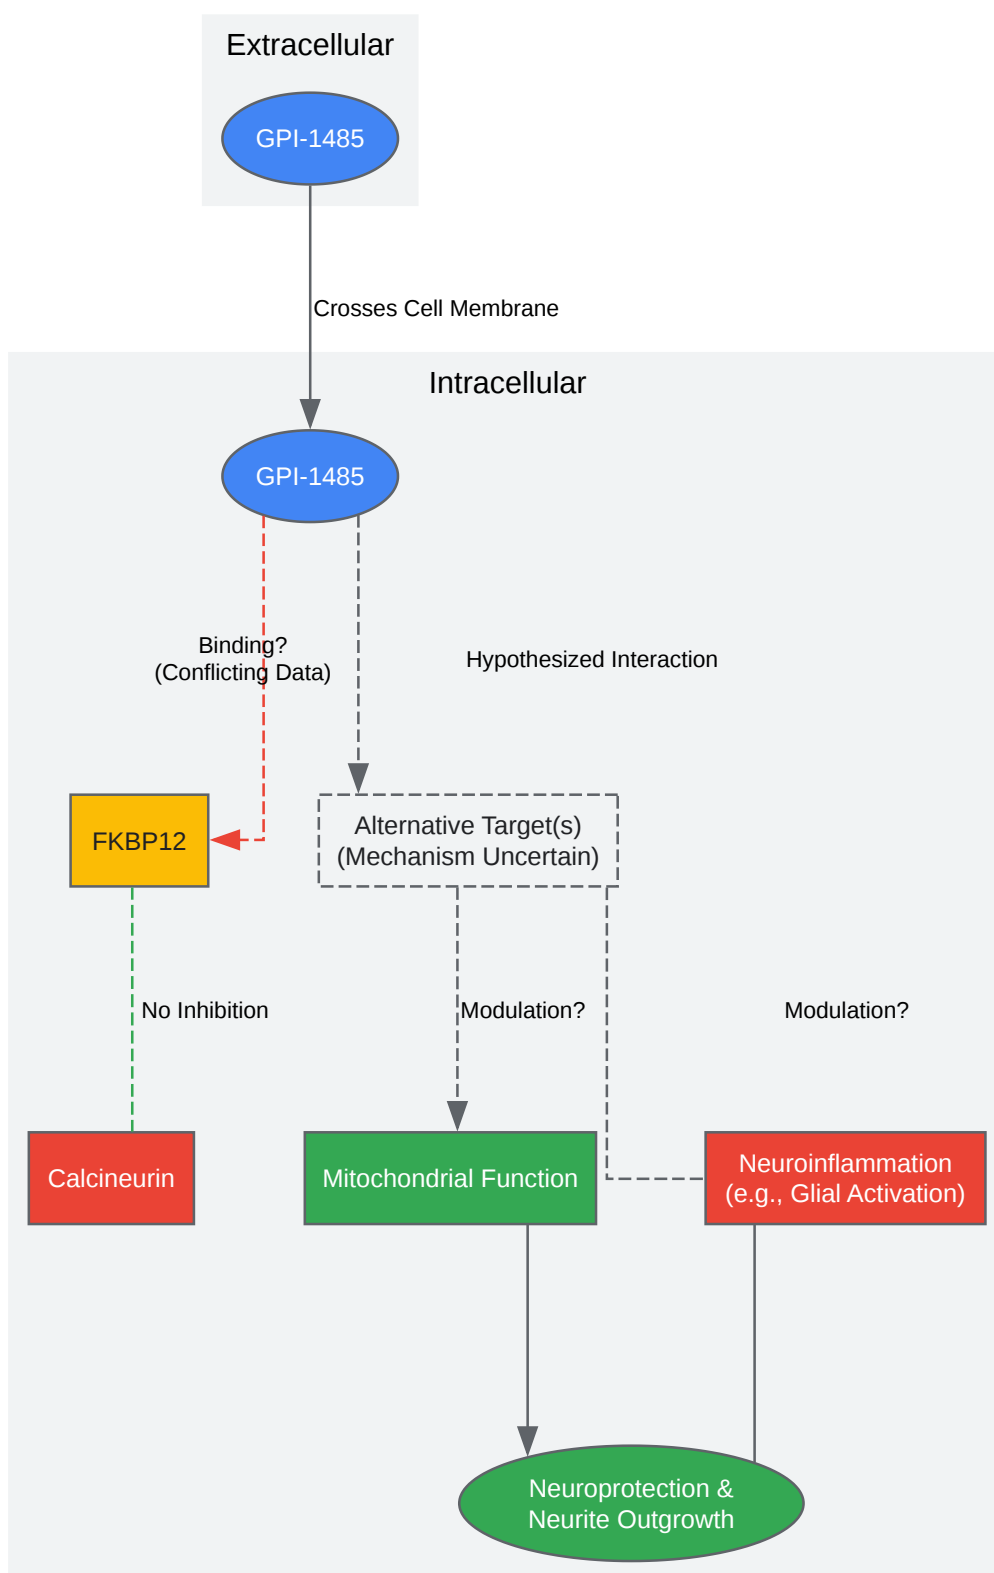 Extracellular
GPI-1485
Crosses Cell Membrane
Intracellular
GPI-1485
Binding?
(Conflicting Data)
Hypothesized Interaction
FKBP12
Alternative Target(s)
(Mechanism Uncertain)
No Inhibition
Modulation?
Modulation?
Calcineurin
Mitochondrial Function
Neuroinflammation
(e.g., Glial Activation)
Neuroprotection &
Neurite Outgrowth